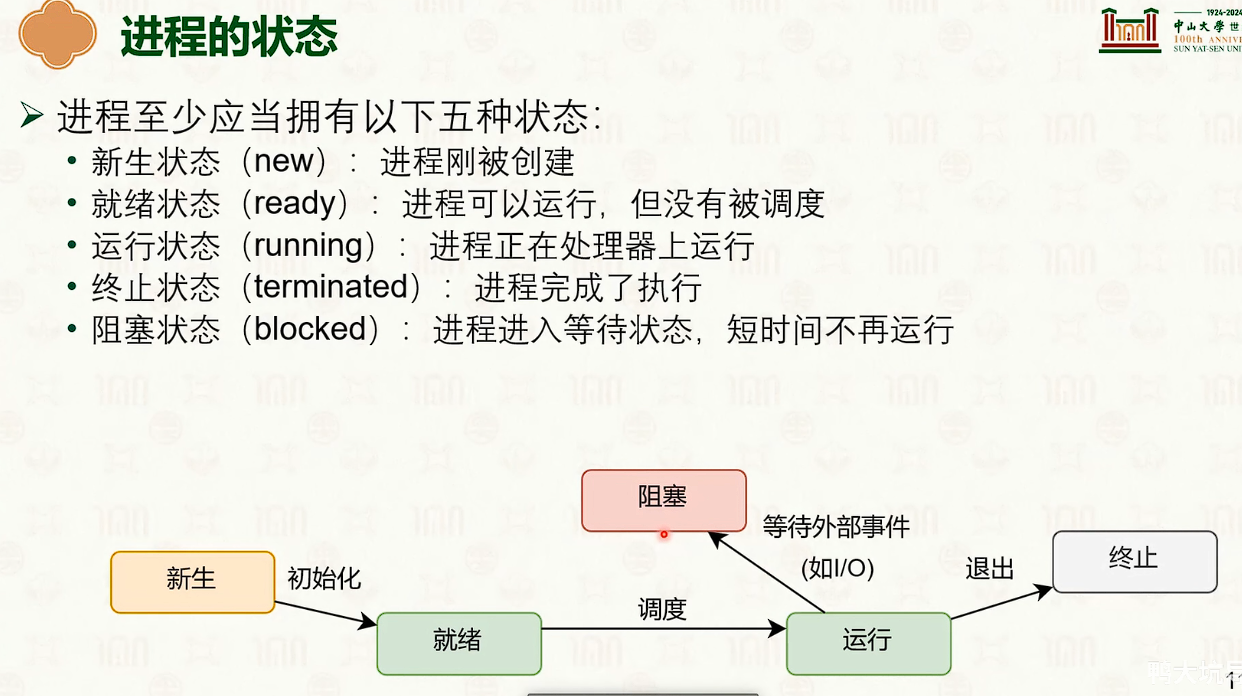 进程的状态
1924-2024
中山大學 世
100th ANNIV
SUN YAT-SEN UNI
进程至少应当拥有以下五种状态：
• 新生状态（new）：进程刚被创建
• 就绪状态（ready）：进程可以运行，但没有被调度
• 运行状态（running）：进程正在处理器上运行
• 终止状态（terminated）：进程完成了执行
• 阻塞状态（blocked）：进程进入等待状态，短时间不再运行
阻塞
等待外部事件
(如I/O)
新生
初始化
就绪
调度
运行
退出
终止